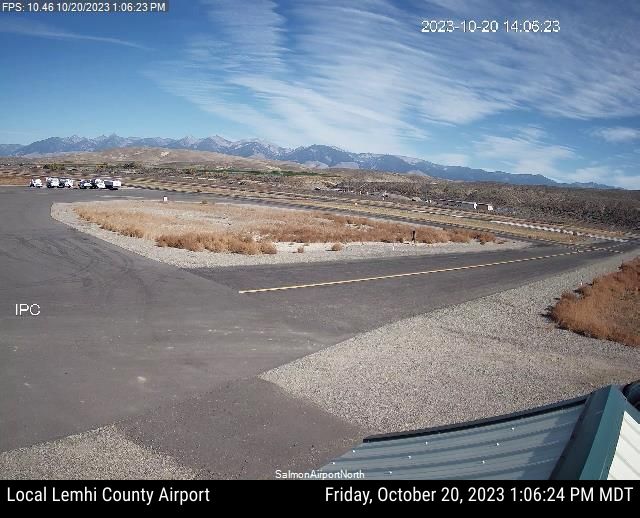 FPS: 10.46 10/20/2023 1:06:23 PM
2023-10-20 14:06:23
IPC
SalmonAirportNorth
Local Lemhi County Airport Friday, October 20, 2023 1:06:24 PM MDT